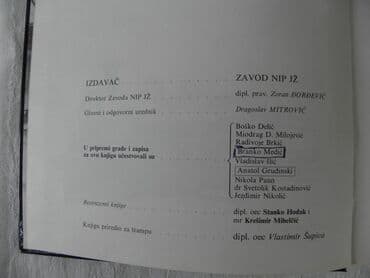 IZDAVAČ ZAVOD NIP JŽ
Direktor Zavoda NIP JŽ dipl. prav. Zoran ĐORĐEVIĆ
Glavni i odgovorni urednik Dragoslav MITROVIĆ
Boško Delić
Miodrag D. Milojević
Radivoje Brkić
U pripremi građe i zapisa Branko Medić
za ovu knjigu učestvovali su Vladislav Ilić
Anatol Grudinski
Nikola Pano
dr Svetolik Kostadinović
Jezdimir Nikolić
Recenzenti knjige dipl. oec Stanko Hodak i
mr Krešimir Mihelčić
Knjigu priredio za štampu dipl. oec Vlastimir Šupica